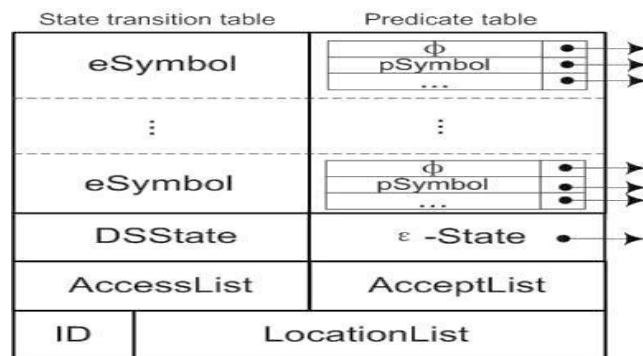 State transition table Predicate table
ϕ
eSymbol pSymbol
...
⋮ ⋮
ϕ
eSymbol pSymbol
...
DSState ε -State
AccessList AcceptList
ID LocationList